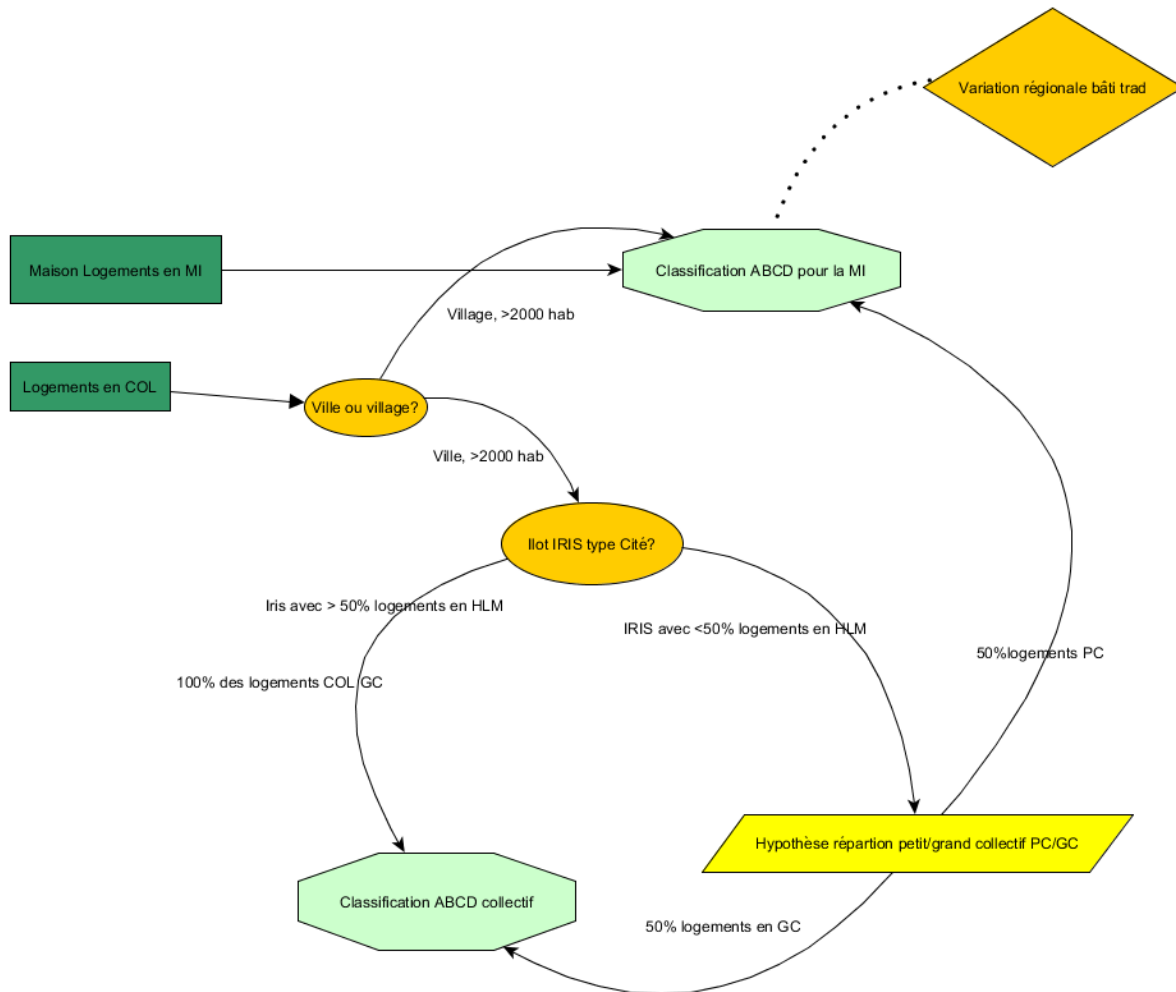 Variation régionale bâti trad
Maison Logements en MI
Classification ABCD pour la MI
Village, >2000 hab
Logements en COL
Ville ou village?
Ville, >2000 hab
Ilot IRIS type Cité?
Iris avec > 50% logements en HLM
IRIS avec <50% logements en HLM
50%logements PC
100% des logements COL GC
Hypothèse répartion petit/grand collectif PC/GC
Classification ABCD collectif
50% logements en GC